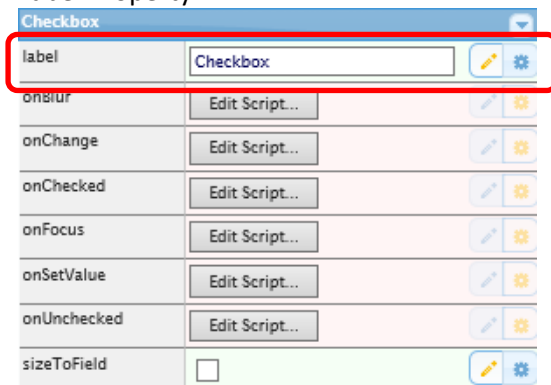 Checkbox
label Checkbox
onBlur Edit Script...
onChange Edit Script...
onChecked Edit Script...
onFocus Edit Script...
onSetValue Edit Script...
onUnchecked Edit Script...
sizeToField